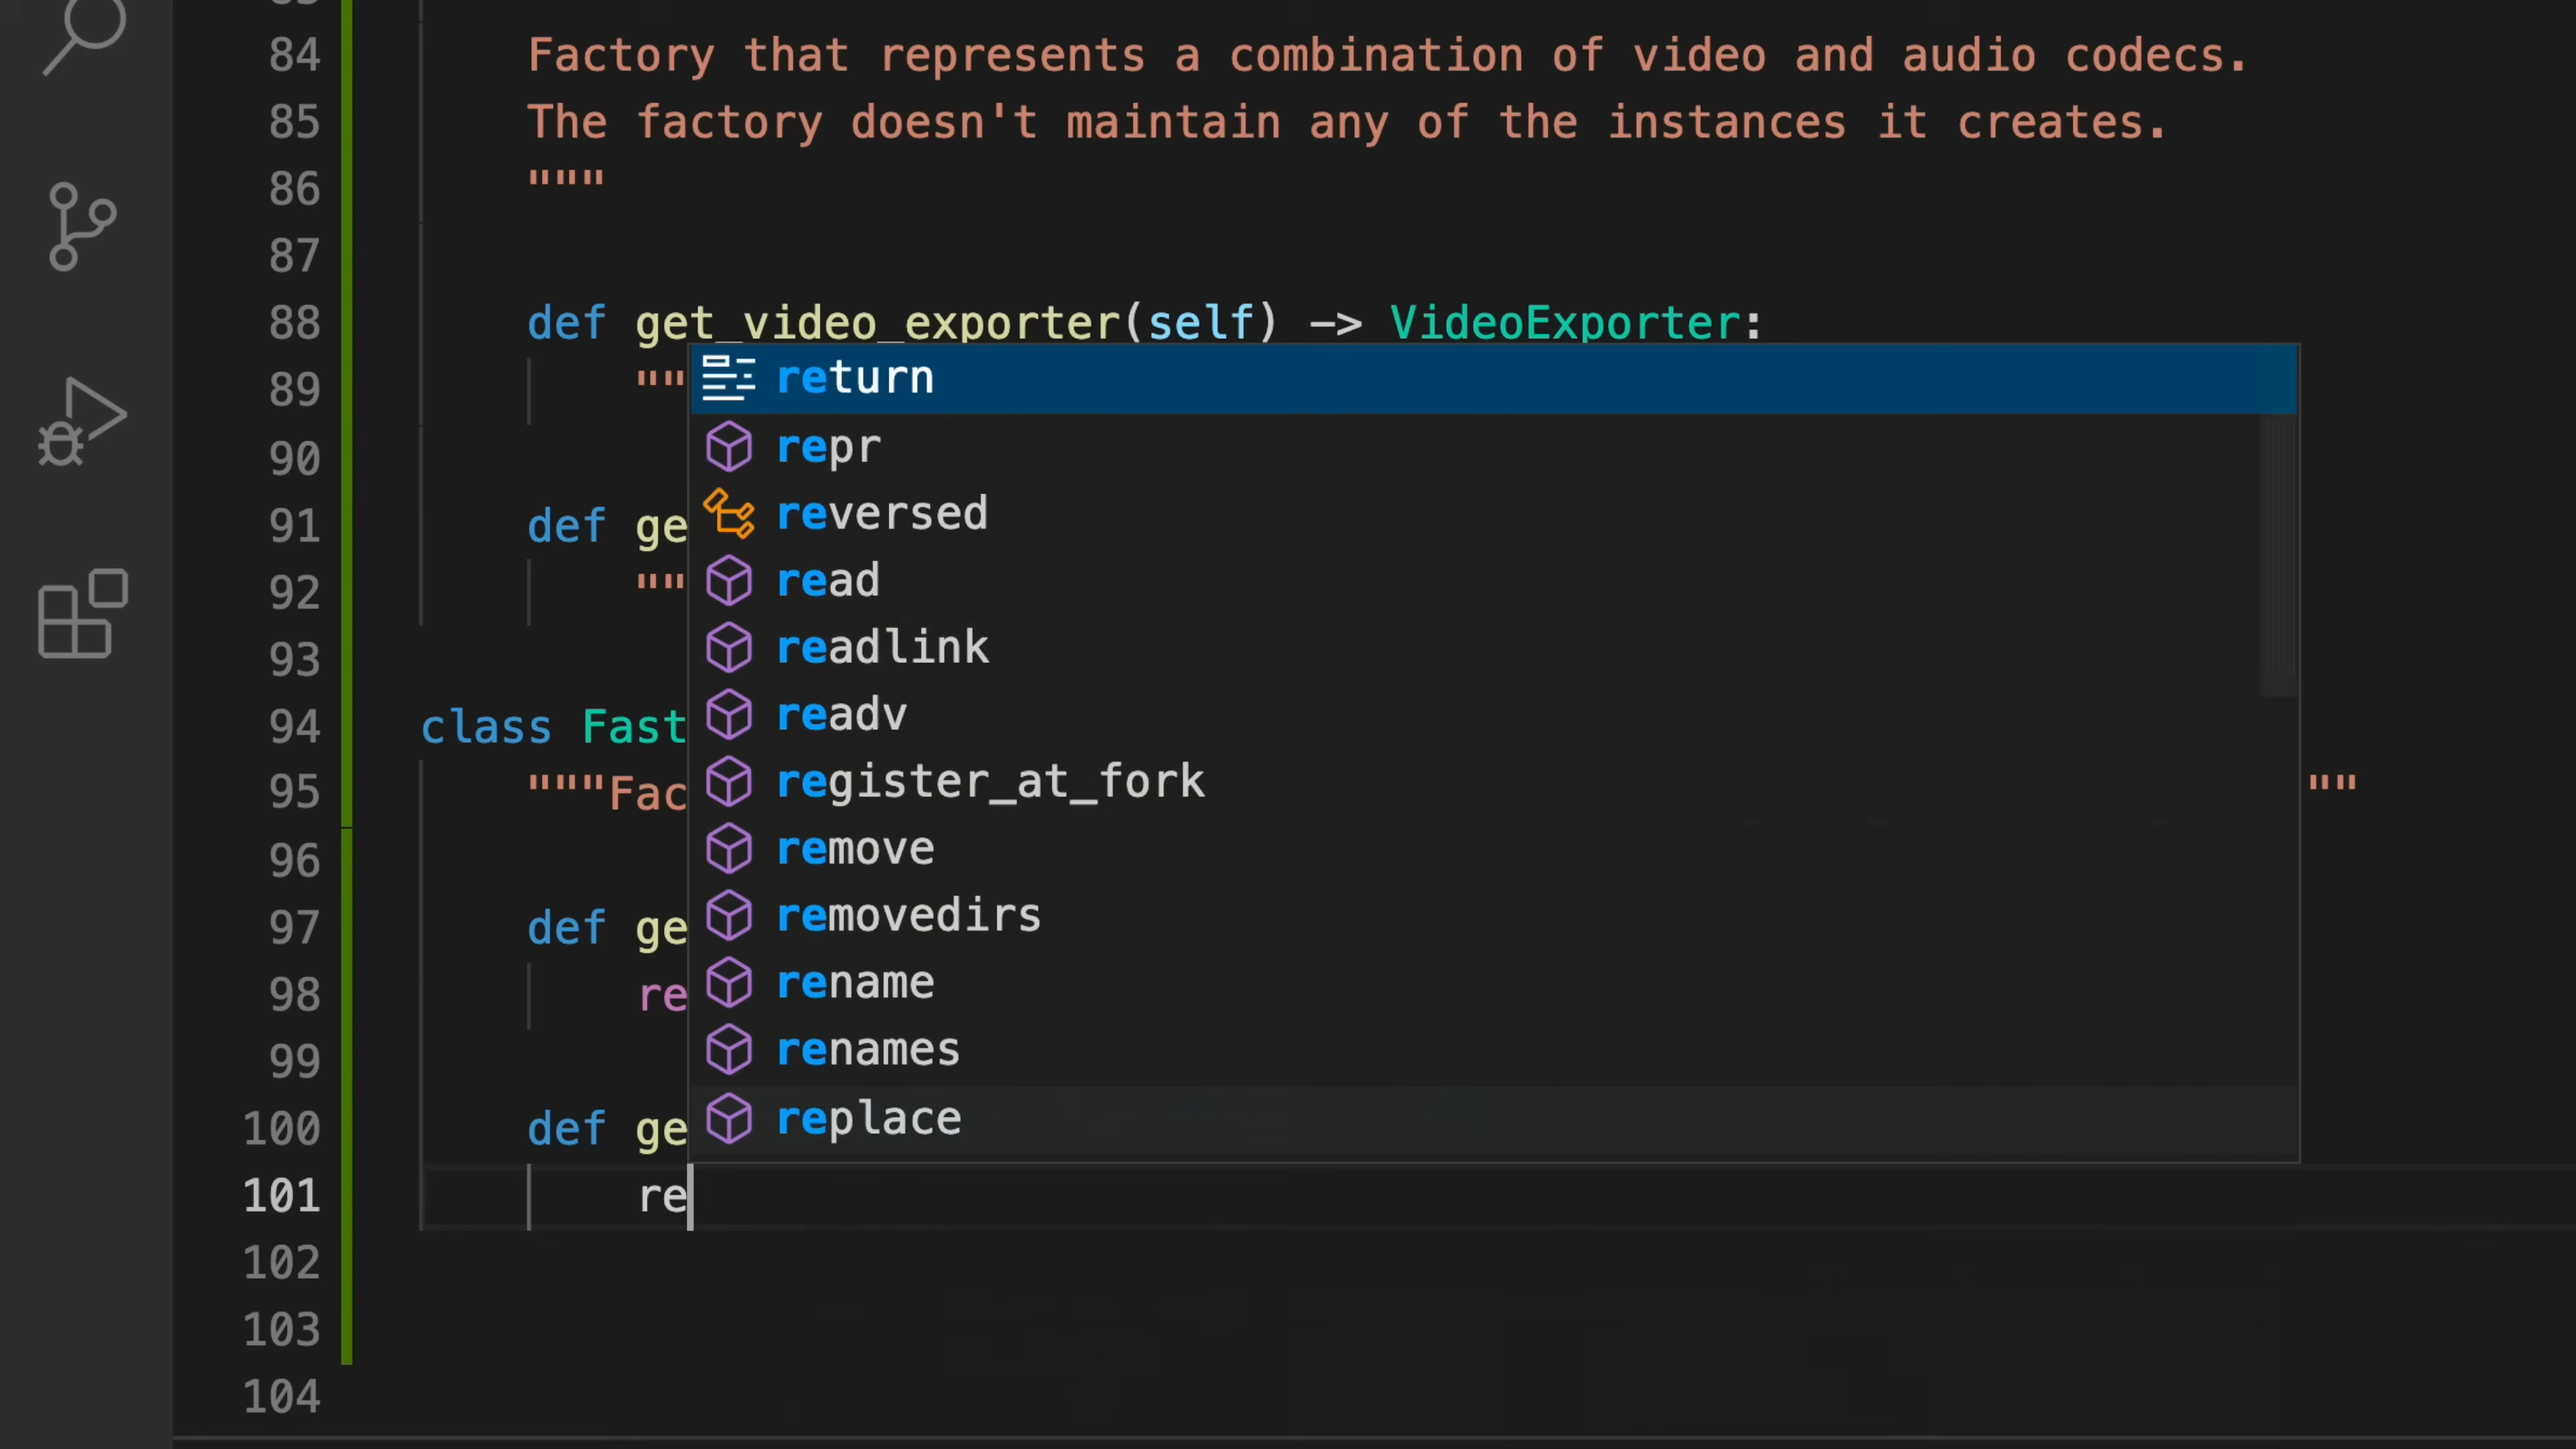 84 Factory that represents a combination of video and audio codecs.
85 The factory doesn't maintain any of the instances it creates.
86 """
87
88 def get_video_exporter(self) -> VideoExporter:
89 ""
return
repr
90
reversed
91 def ge
read
92 ""
readlink
93
readv
94 class Fast
register_at_fork
95 """Fac ""
remove
96
removedirs
97 def ge
rename
98 re
renames
99
replace
100 def ge
101 re
102
103
104